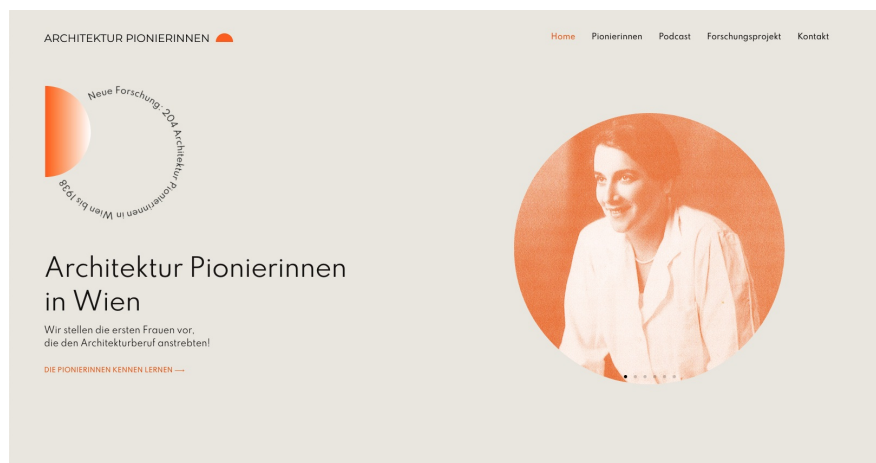 ARCHITEKTUR PIONIERINNEN
Home
Pionierinnen
Podcast
Forschungsprojekt
Kontakt
Neue Forschung: 204 Architektur Pionierinnen in Wien bis 1938
Architektur Pionierinnen
in Wien
Wir stellen die ersten Frauen vor,
die den Architekturberuf anstrebten!
DIE PIONIERINNEN KENNEN LERNEN ⟶